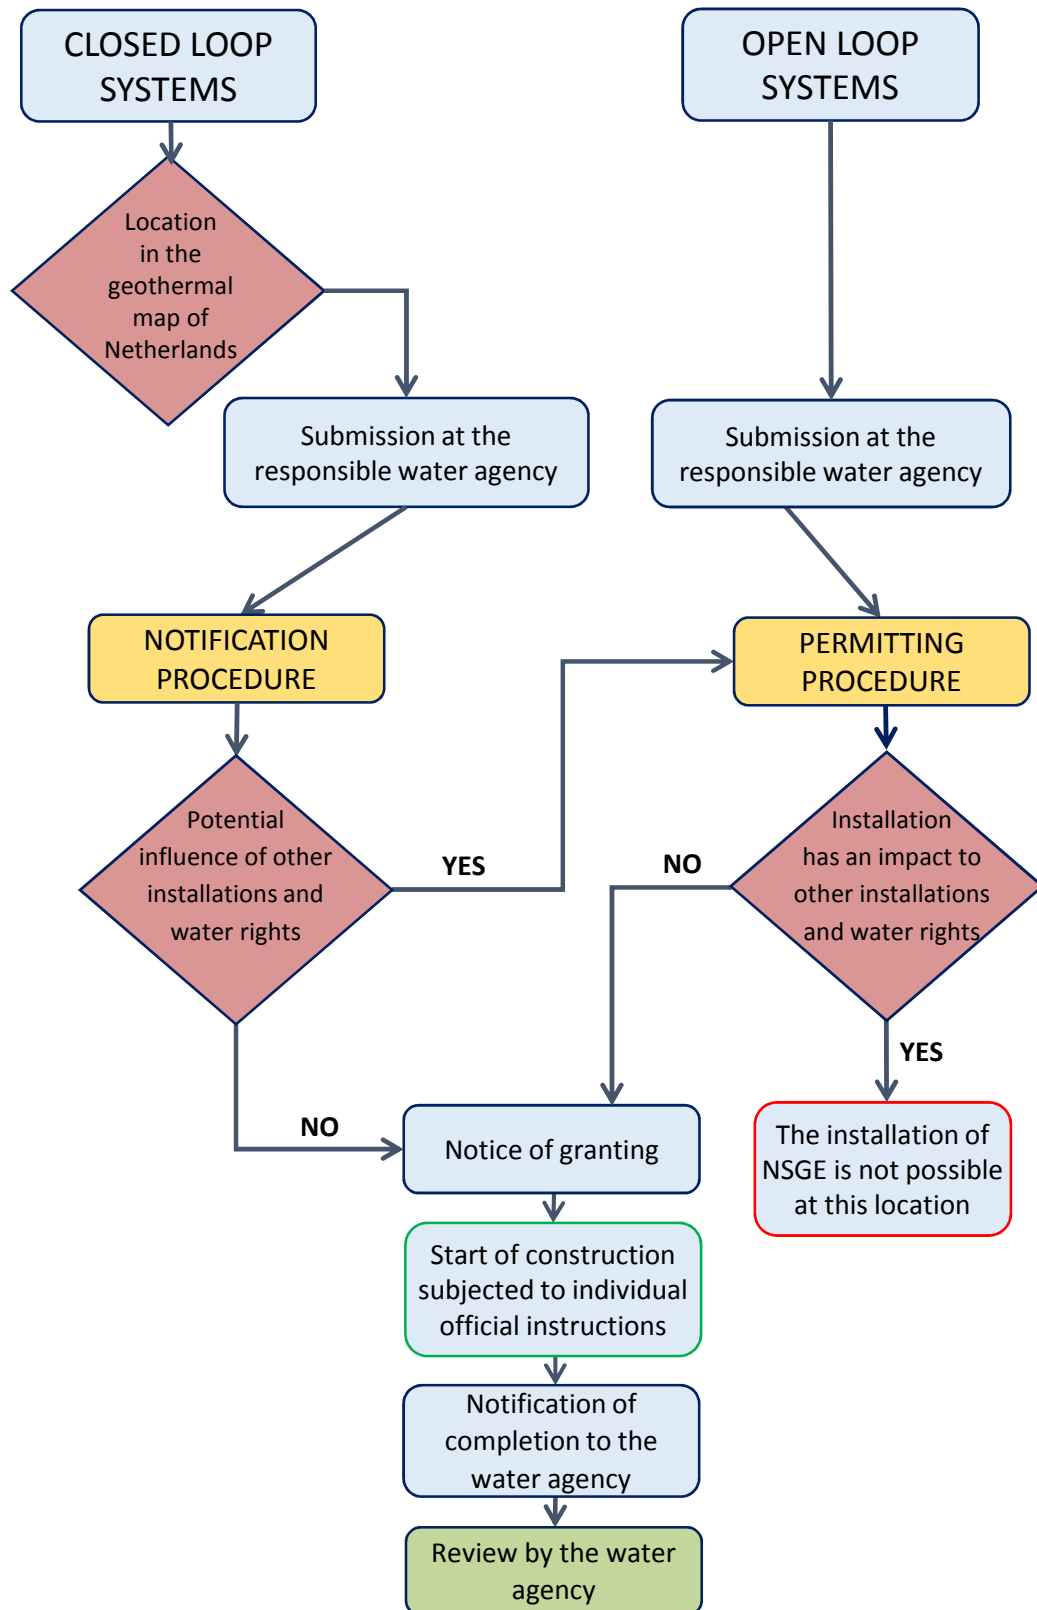 CLOSED LOOP
SYSTEMS
OPEN LOOP
SYSTEMS
Location
in the
geothermal
map of
Netherlands
Submission at the
responsible water agency
Submission at the
responsible water agency
NOTIFICATION
PROCEDURE
PERMITTING
PROCEDURE
Potential
influence of other
installations and
water rights
YES
NO
Installation
has an impact to
other installations
and water rights
YES
NO
Notice of granting
The installation of
NSGE is not possible
at this location
Start of construction
subjected to individual
official instructions
Notification of
completion to the
water agency
Review by the water
agency